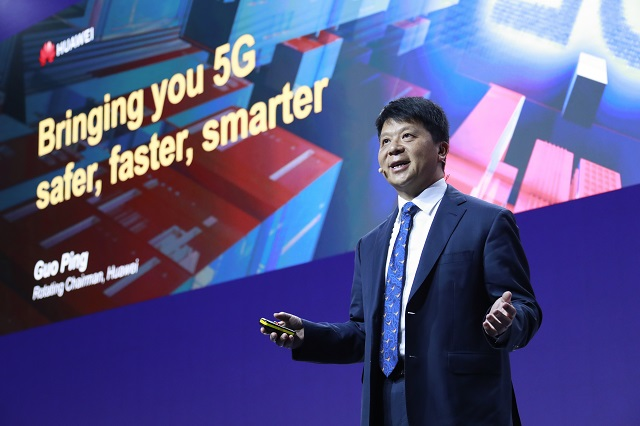 HUAWEI
Bringing you 5G
safer, faster, smarter
Guo Ping
Rotating Chairman, Huawei